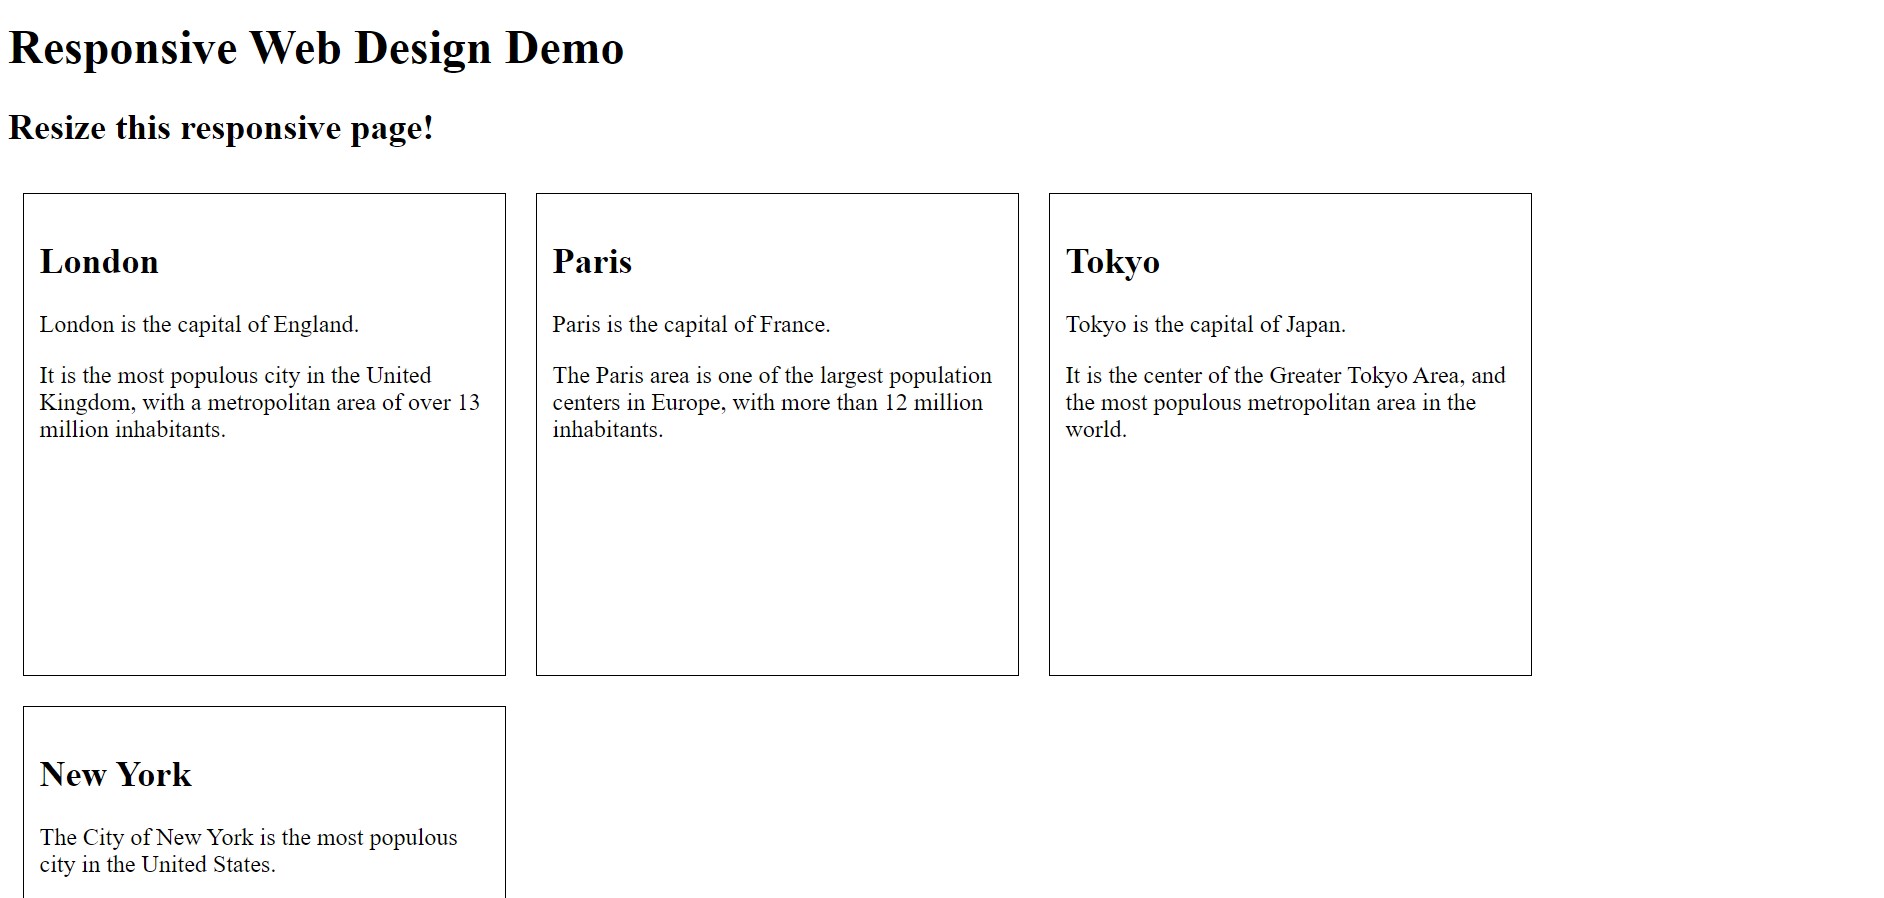 Responsive Web Design Demo
Resize this responsive page!
London
London is the capital of England.
It is the most populous city in the United
Kingdom, with a metropolitan area of over 13
million inhabitants.
Paris
Paris is the capital of France.
The Paris area is one of the largest population
centers in Europe, with more than 12 million
inhabitants.
Tokyo
Tokyo is the capital of Japan.
It is the center of the Greater Tokyo Area, and
the most populous metropolitan area in the
world.
New York
The City of New York is the most populous
city in the United States.